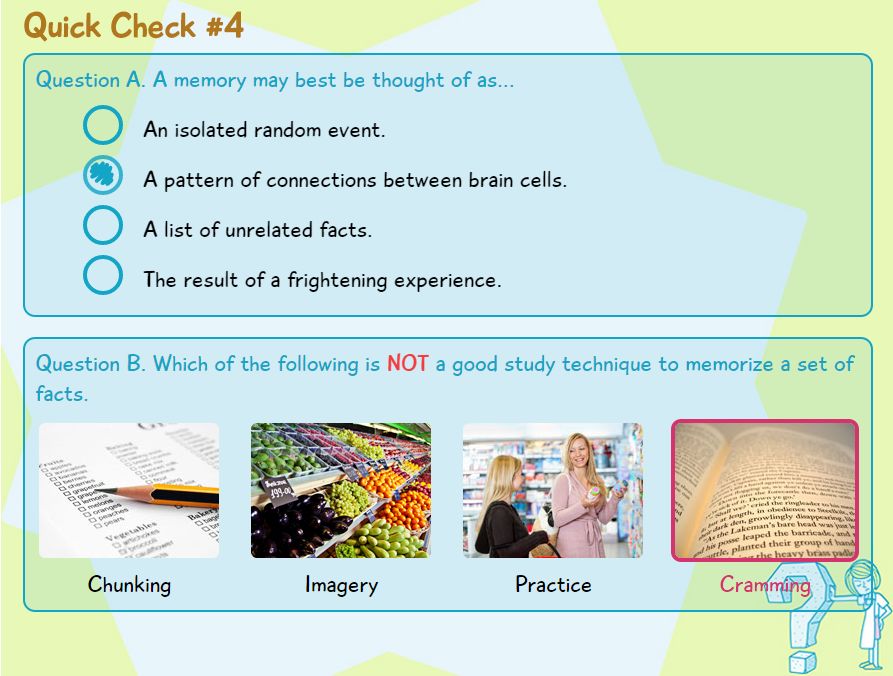 Quick Check #4
Question A. A memory may best be thought of as...
An isolated random event.
A pattern of connections between brain cells.
A list of unrelated facts.
The result of a frightening experience.
Question B. Which of the following is NOT a good study technique to memorize a set of
facts.
Chunking
Imagery
Practice
Cramming